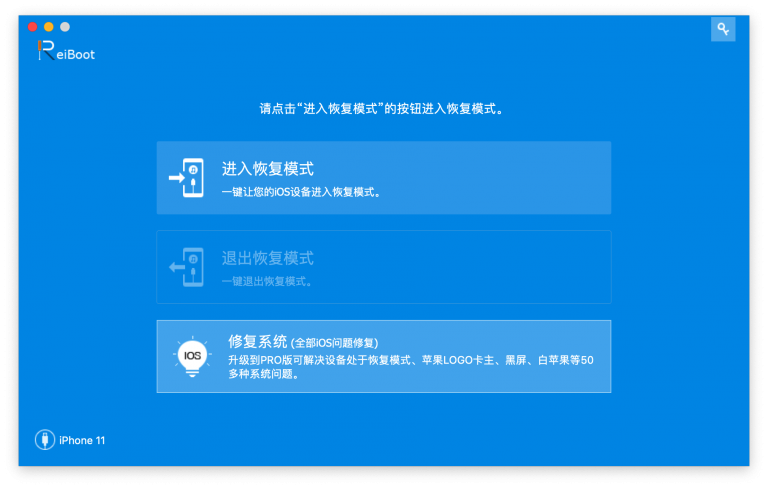 ReiBoot
请点击“进入恢复模式”的按钮进入恢复模式。
进入恢复模式
一键让您的iOS设备进入恢复模式。
退出恢复模式
一键退出恢复模式。
iOS
修复系统 (全部iOS问题修复)
升级到PRO版可解决设备处于恢复模式、苹果LOGO卡主、黑屏、白苹果等50
多种系统问题。
iPhone 11